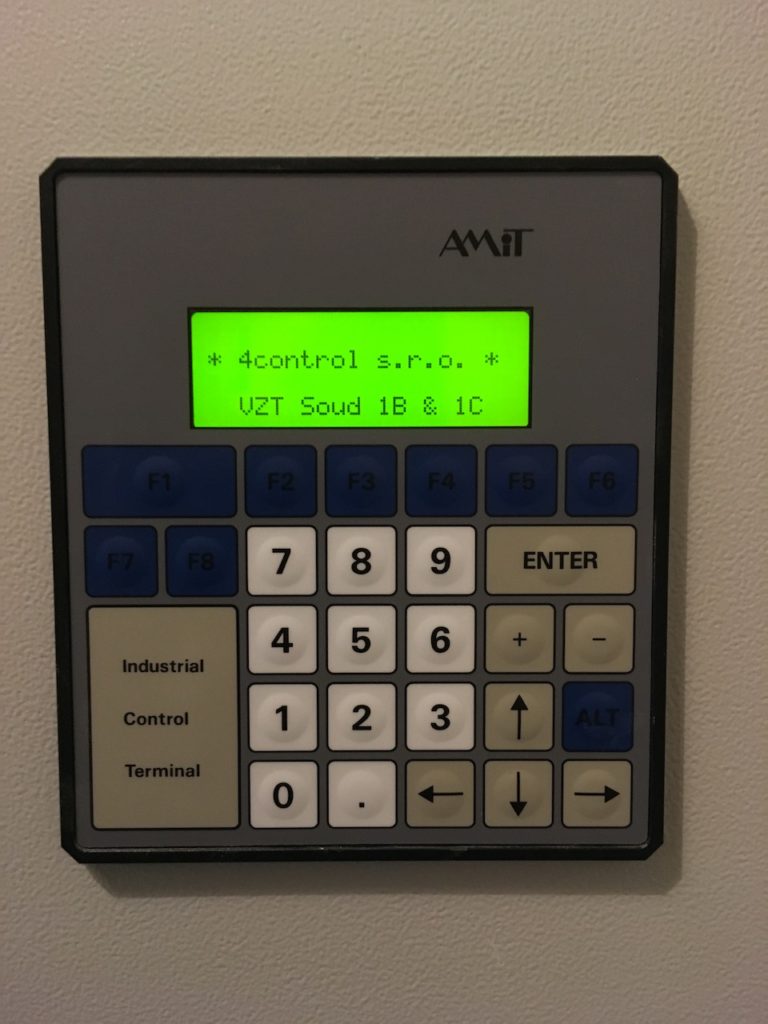 AMiT
* 4control s.r.o. *
VZT Soud 1B & 1C
F1 F2 F3 F4 F5 F6
F7 F8 7 8 9 ENTER
4 5 6 + −
Industrial
Control
Terminal
1 2 3 ↑ ALT
0 . ← ↓ →